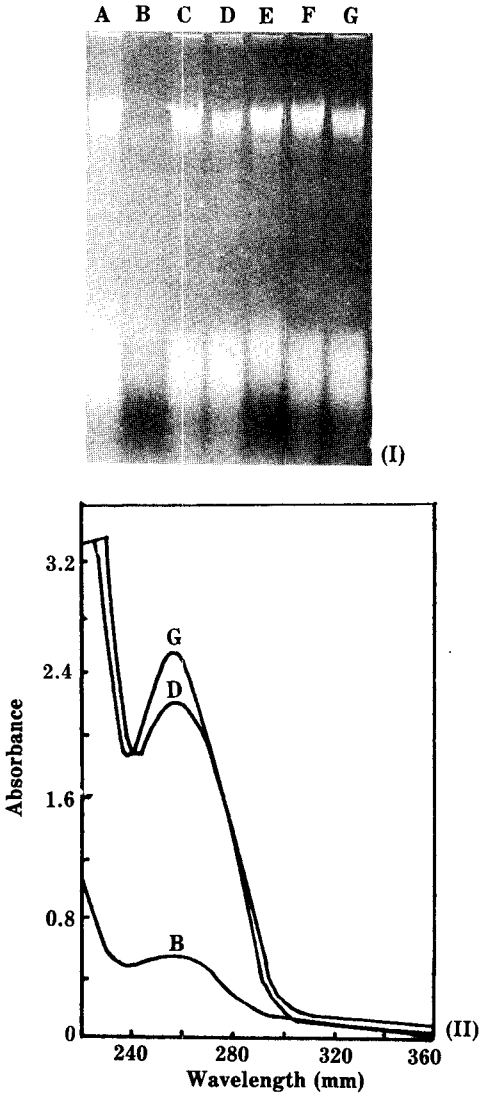 A B C D E F G
(I)
3.2
2.4
1.6
0.8
0
Absorbance
G
D
B
240 280 320 360
Wavelength (mm)
(II)